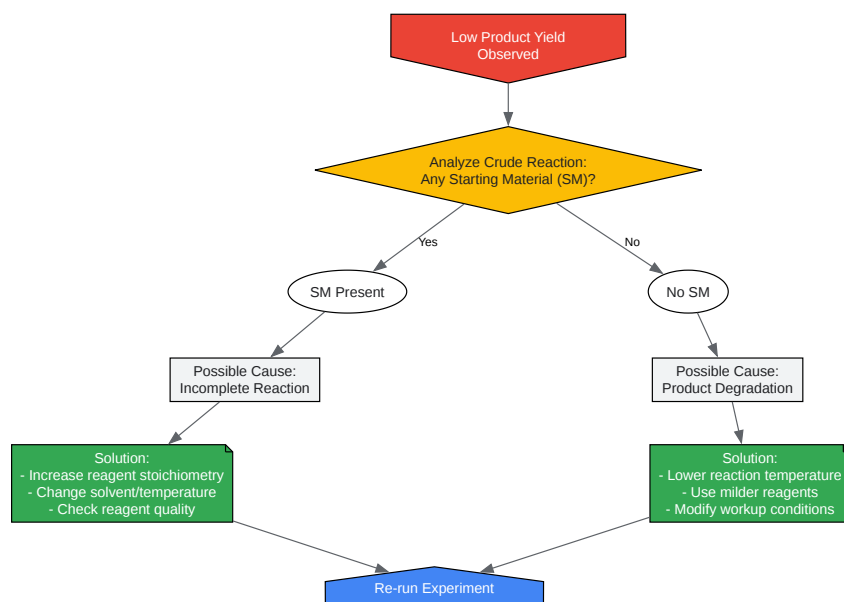 Low Product Yield
Observed
Analyze Crude Reaction:
Any Starting Material (SM)?
Yes
No
SM Present
No SM
Possible Cause:
Incomplete Reaction
Possible Cause:
Product Degradation
Solution:
- Increase reagent stoichiometry
- Change solvent/temperature
- Check reagent quality
Solution:
- Lower reaction temperature
- Use milder reagents
- Modify workup conditions
Re-run Experiment